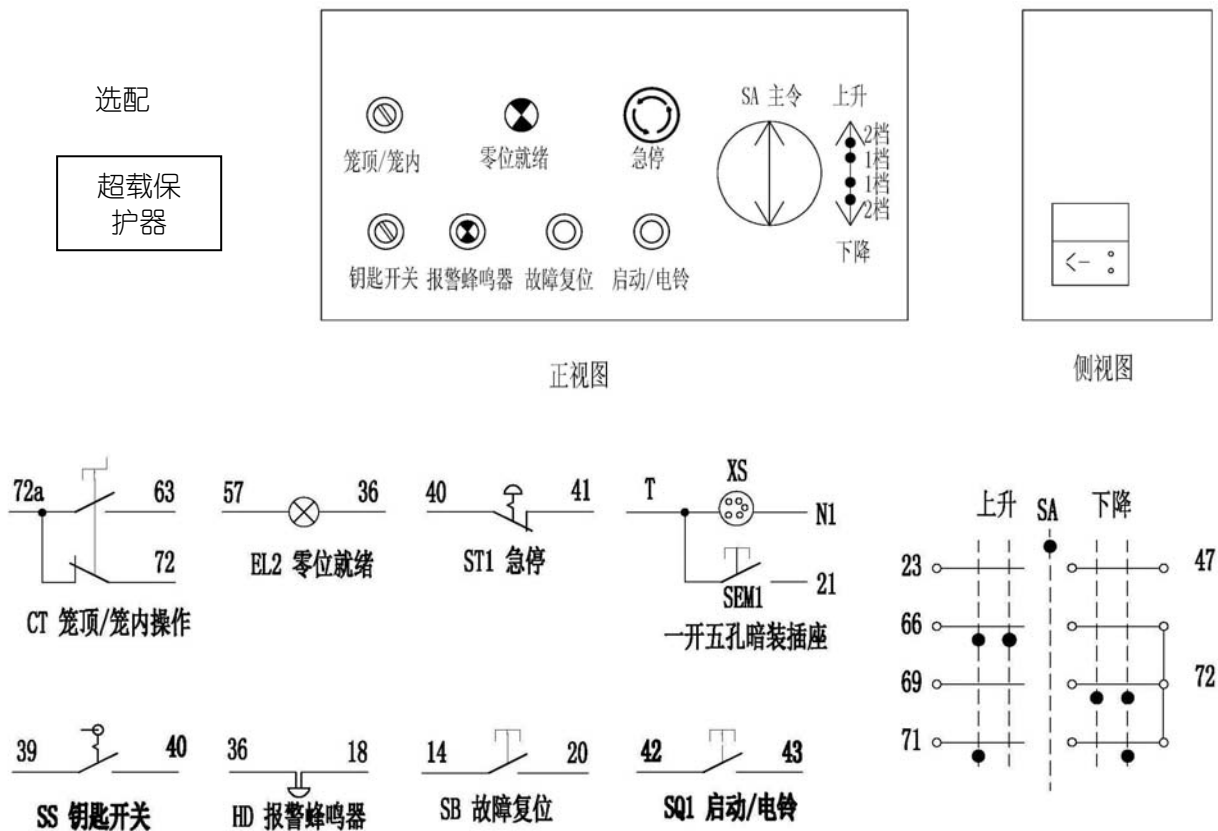 选配
超载保
护器
SA 主令 上升
2档
1档
1档
2档
下降
笼顶/笼内 零位就绪 急停
钥匙开关 报警蜂鸣器 故障复位 启动/电铃
<-
正视图
侧视图
72a 63
72
CT 笼顶/笼内操作
57 36
EL2 零位就绪
40 41
ST1 急停
T XS N1
SEM1 21
一开五孔暗装插座
上升 SA 下降
23 47
66
69 72
71
39 40
SS 钥匙开关
36 18
HD 报警蜂鸣器
14 20
SB 故障复位
42 43
SQ1 启动/电铃